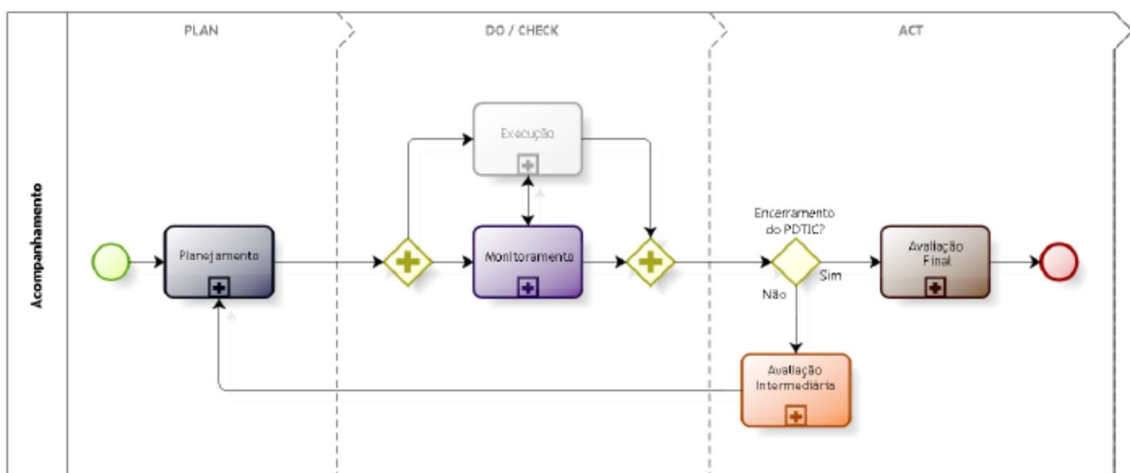 PLAN
DO / CHECK
ACT
Acompanhamento
Execução
Planejamento
Monitoramento
Encerramento
do PDTIC?
Sim
Não
Avaliação
Final
Avaliação
Intermediária